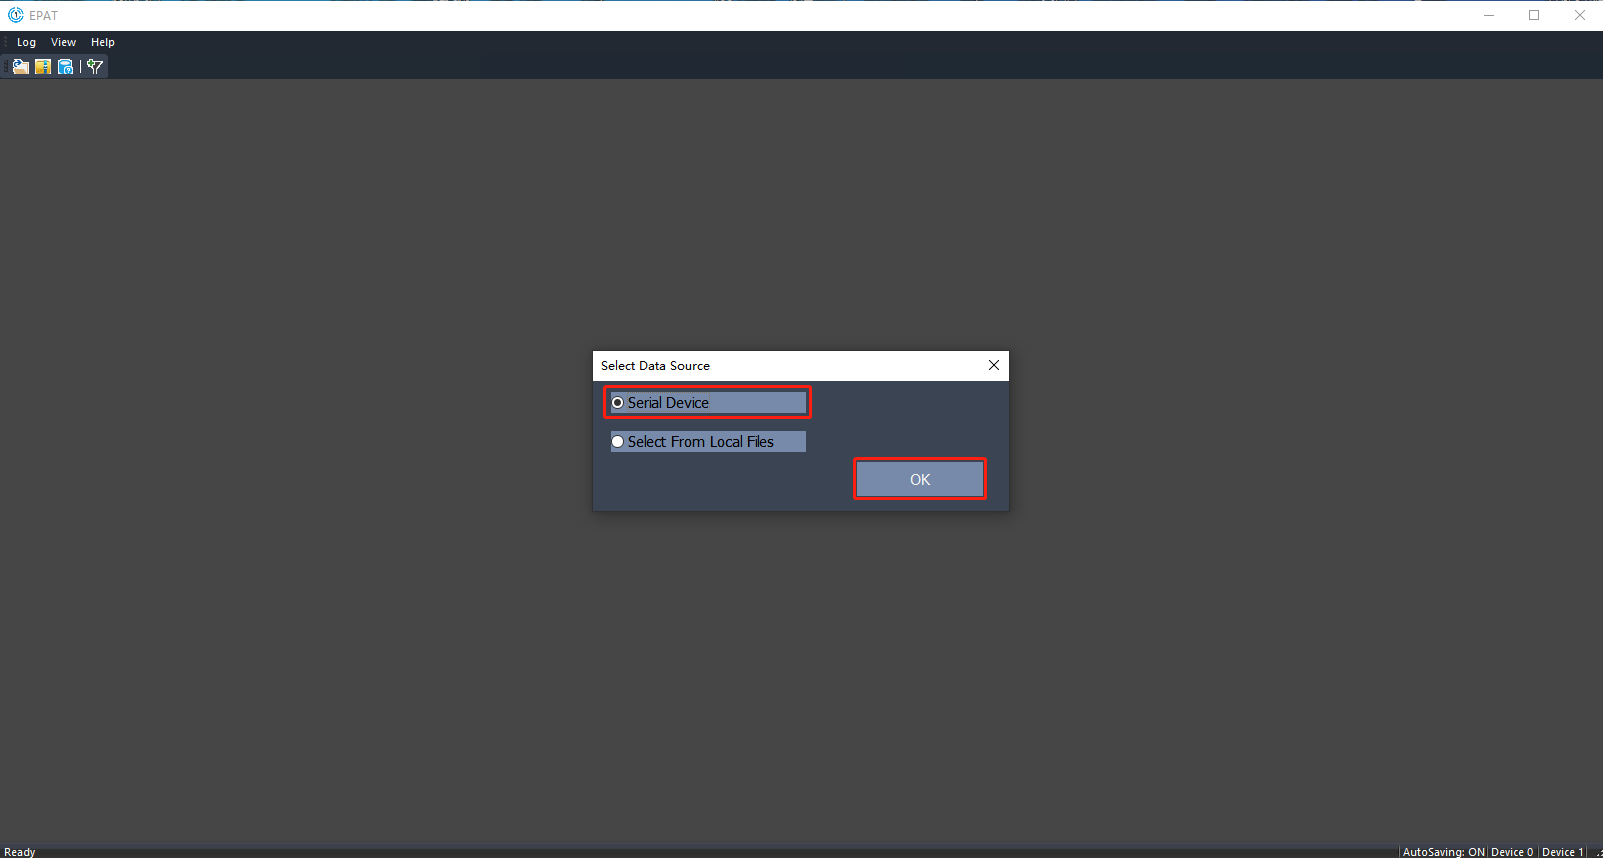 EPAT
Log View Help
Select Data Source
Serial Device
Select From Local Files
OK
Ready
AutoSaving: ON Device 0 Device 1